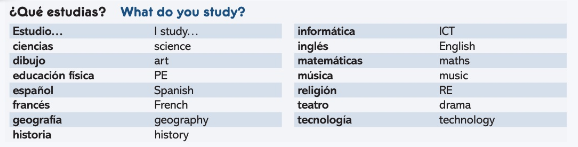 ¿Qué estudias? What do you study?
Estudio... I study...
ciencias science
dibujo art
educación física PE
español Spanish
francés French
geografía geography
historia history
informática ICT
inglés English
matemáticas maths
música music
religión RE
teatro drama
tecnología technology